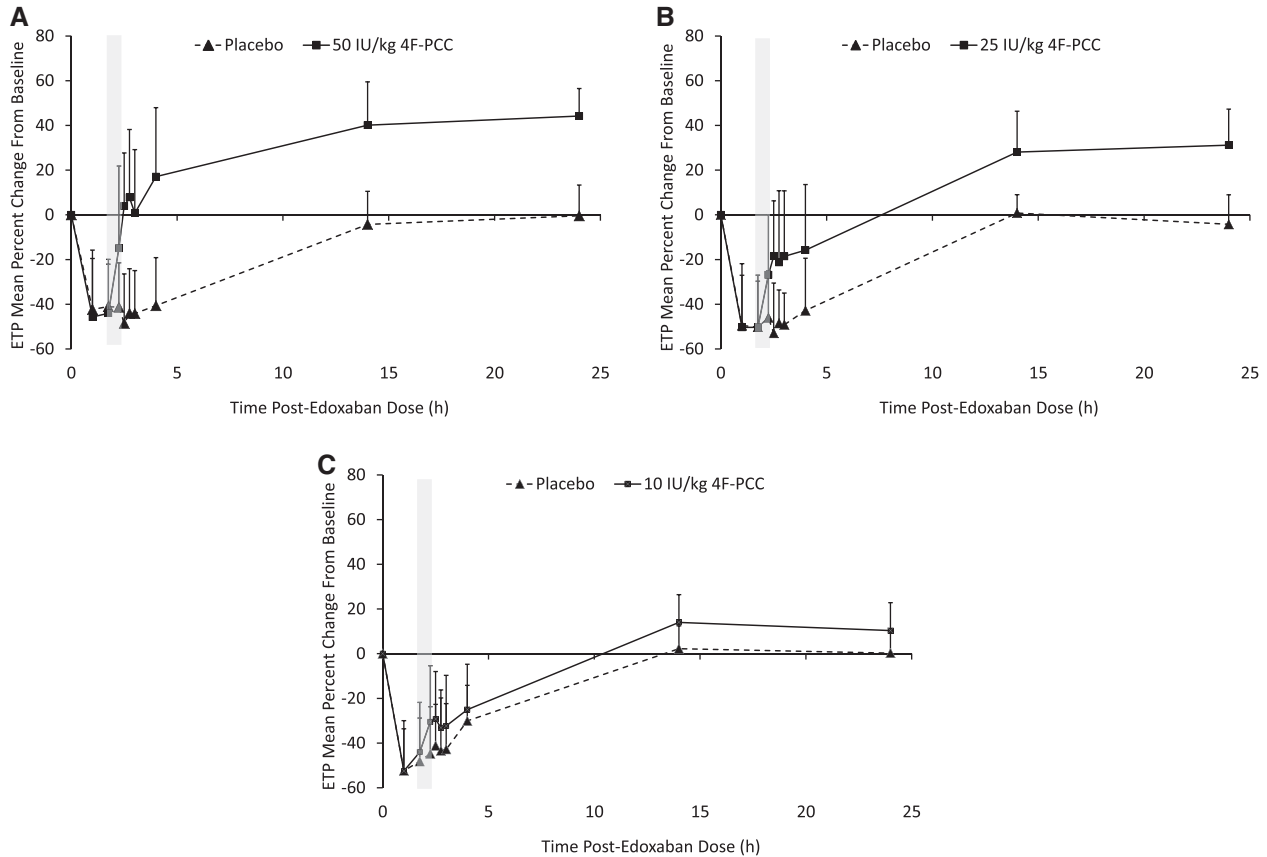 A
ETP Mean Percent Change From Baseline
Placebo 50 IU/kg 4F-PCC
80
60
40
20
0
-20
-40
-60
0 5 10 15 20 25
Time Post-Edoxaban Dose (h)
B
ETP Mean Percent Change From Baseline
Placebo 25 IU/kg 4F-PCC
80
60
40
20
0
-20
-40
-60
0 5 10 15 20 25
Time Post-Edoxaban Dose (h)
C
ETP Mean Percent Change From Baseline
Placebo 10 IU/kg 4F-PCC
80
60
40
20
0
-20
-40
-60
0 5 10 15 20 25
Time Post-Edoxaban Dose (h)